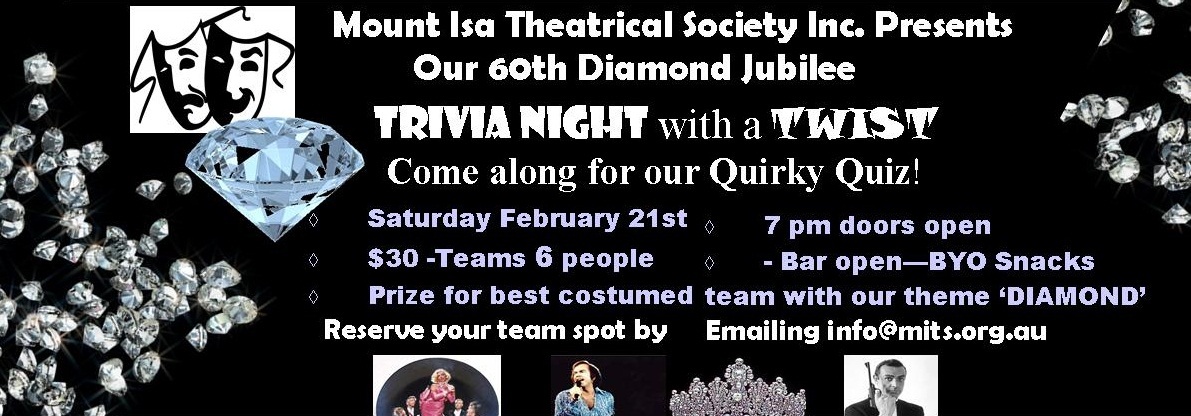 Mount Isa Theatrical Society Inc. Presents
Our 60th Diamond Jubilee
TRIVIA NIGHT with a TWIST
Come along for our Quirky Quiz!
◊ Saturday February 21st ◊ 7 pm doors open
◊ $30 -Teams 6 people ◊ - Bar open—BYO Snacks
◊ Prize for best costumed team with our theme ‘DIAMOND’
Reserve your team spot by Emailing info@mits.org.au